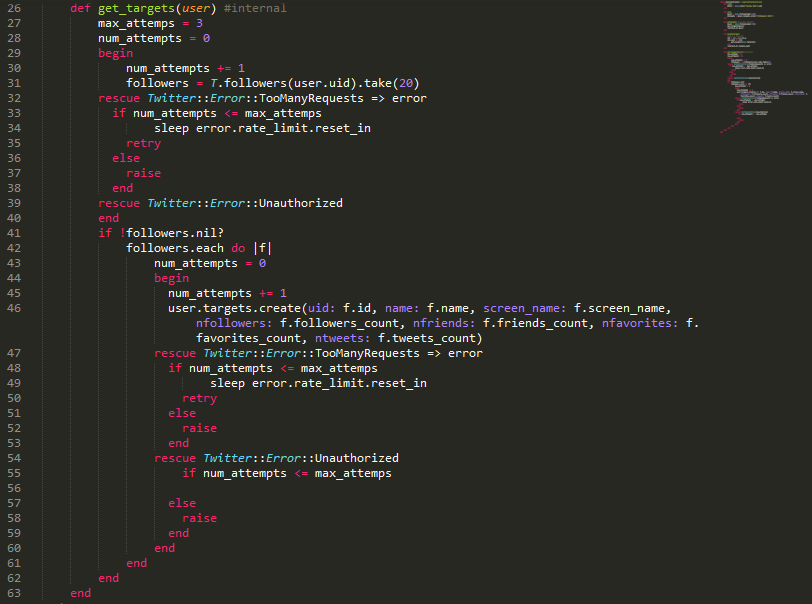 26 def get_targets(user) #internal
27 max_attemps = 3
28 num_attempts = 0
29 begin
30 num_attempts += 1
31 followers = T.followers(user.uid).take(20)
32 rescue Twitter::Error::TooManyRequests => error
33 if num_attempts <= max_attemps
34 sleep error.rate_limit.reset_in
35 retry
36 else
37 raise
38 end
39 rescue Twitter::Error::Unauthorized
40 end
41 if !followers.nil?
42 followers.each do |f|
43 num_attempts = 0
44 begin
45 num_attempts += 1
46 user.targets.create(uid: f.id, name: f.name, screen_name: f.screen_name,
nfollowers: f.followers_count, nfriends: f.friends_count, nfavorites: f.
favorites_count, ntweets: f.tweets_count)
47 rescue Twitter::Error::TooManyRequests => error
48 if num_attempts <= max_attemps
49 sleep error.rate_limit.reset_in
50 retry
51 else
52 raise
53 end
54 rescue Twitter::Error::Unauthorized
55 if num_attempts <= max_attemps
56
57 else
58 raise
59 end
60 end
61 end
62 end
63 end